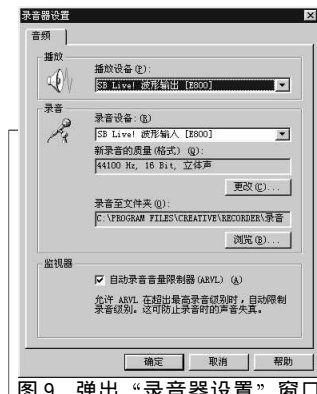 录音器设置
音频
播放
播放设备(P):
SB Live! 波形输出 [E800]
录音
录音设备:(R)
SB Live! 波形输入 [E800]
新录音的质量(格式) (Q):
44100 Hz, 16 Bit, 立体声
更改(C)...
录音至文件夹(O):
C:\PROGRAM FILES\CREATIVE\RECORDER\录音
浏览(B)...
监视器
自动录音音量限制器(ARVL) (A)
允许 ARVL 在超出最高录音级别时，自动限制
录音级别。这可防止录音时的声音失真。
确定 取消 帮助
图 9 弹出“录音器设置”窗口